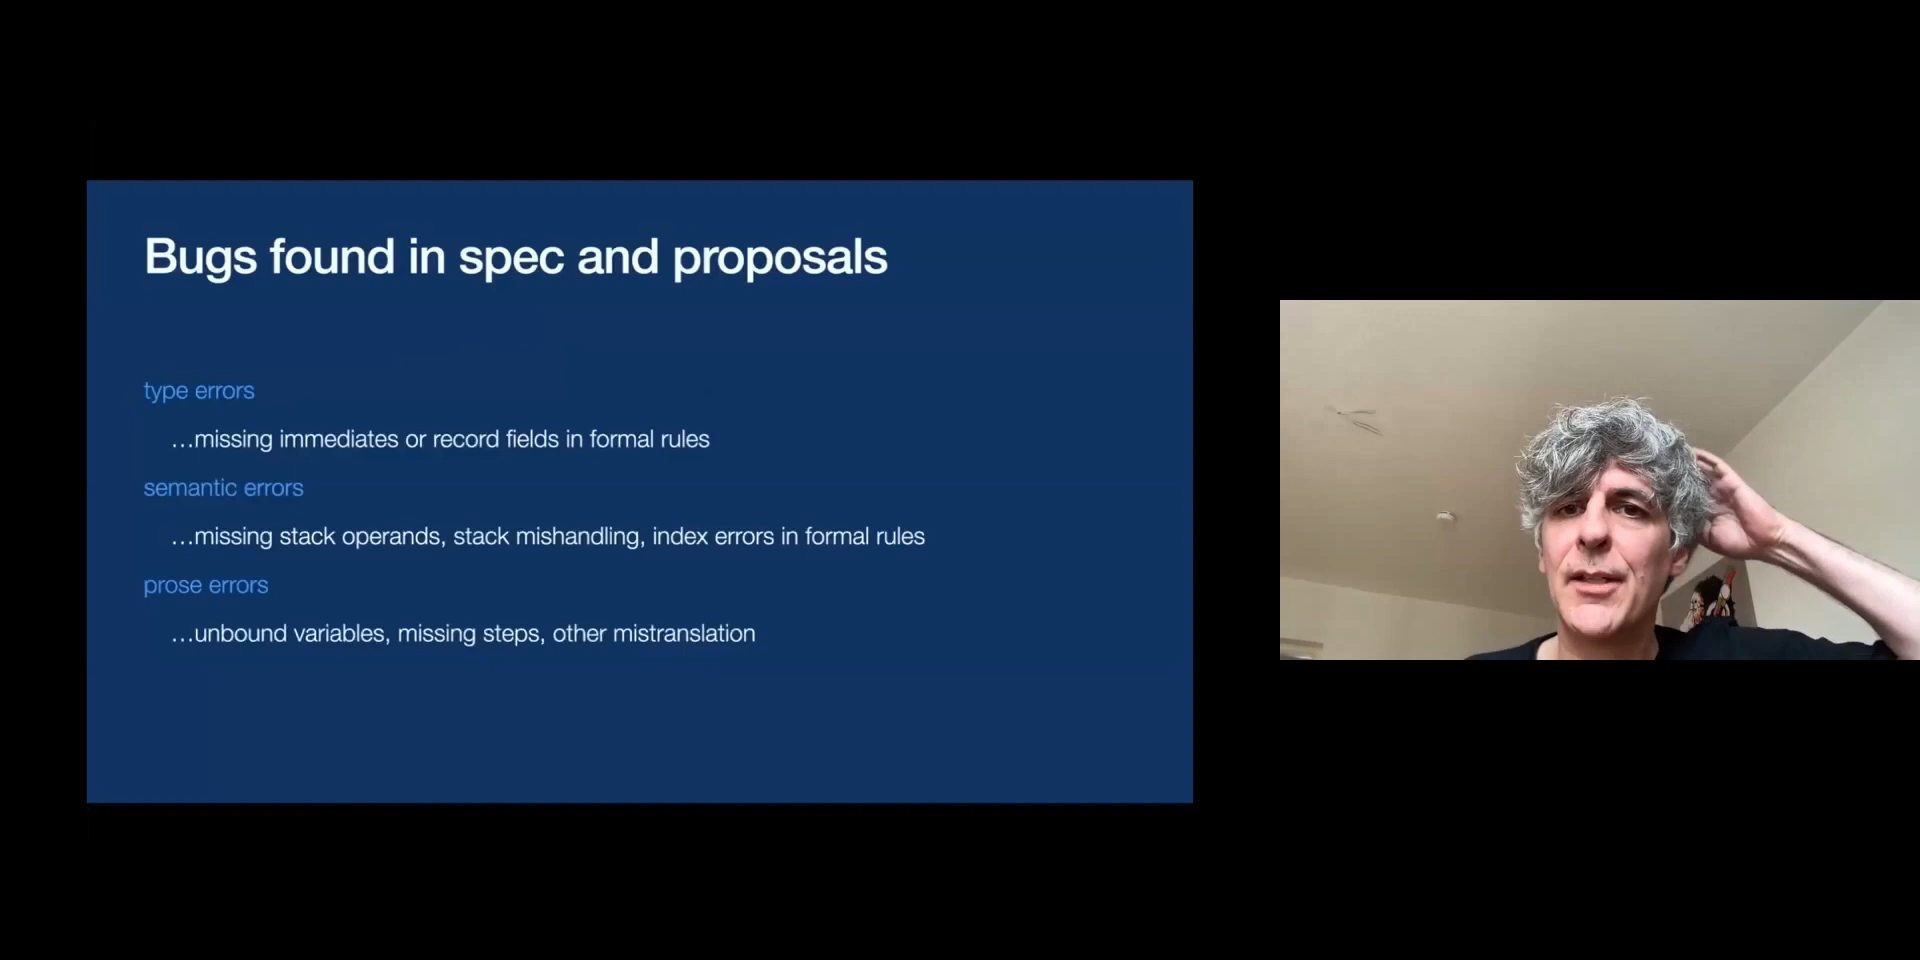 Bugs found in spec and proposals
type errors
…missing immediates or record fields in formal rules
semantic errors
…missing stack operands, stack mishandling, index errors in formal rules
prose errors
…unbound variables, missing steps, other mistranslation